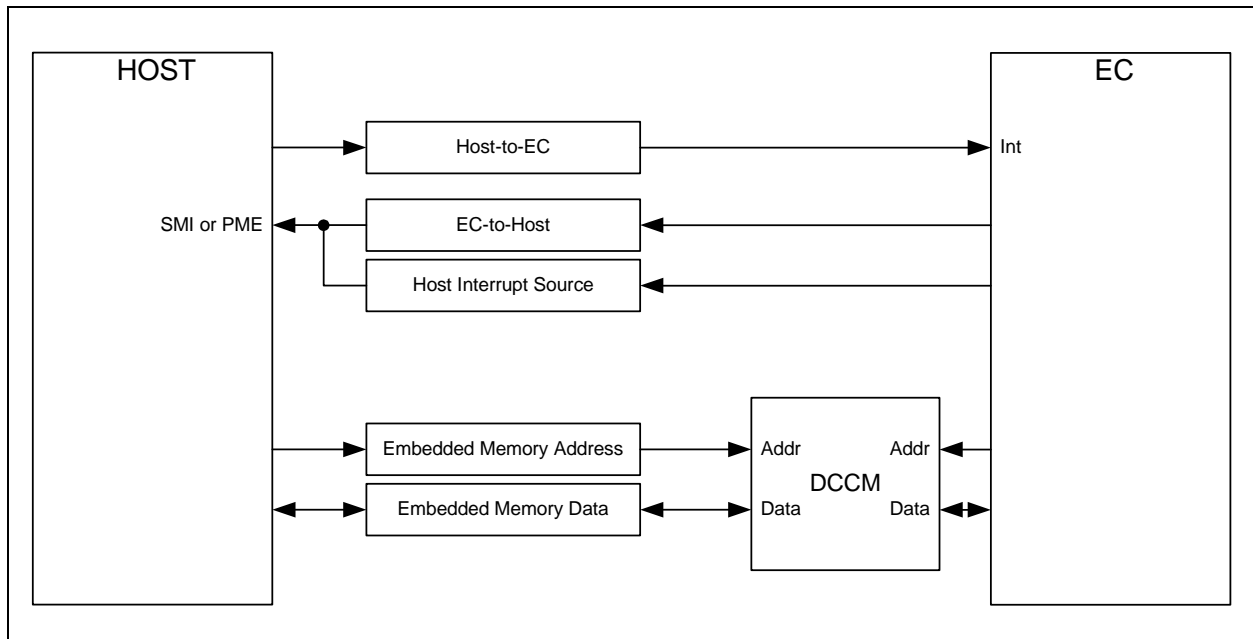 HOST
EC
Host-to-EC
Int
SMI or PME
EC-to-Host
Host Interrupt Source
Embedded Memory Address
Addr
Addr
DCCM
Embedded Memory Data
Data
Data